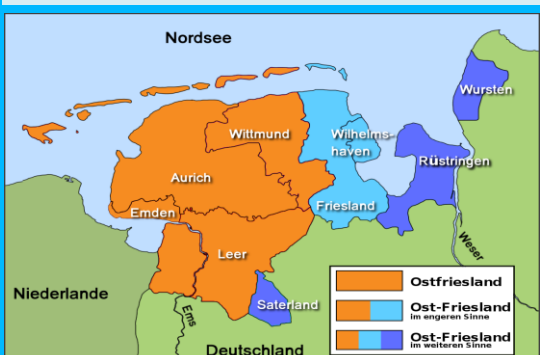 Nordsee
Wursten
Wittmund
Wilhelms-
haven
Rüstringen
Aurich
Friesland
Emden
Leer
Weser
Niederlande
Saterland
Ems
Deutschland
Ostfriesland
Ost-Friesland
im engeren Sinne
Ost-Friesland
im weiteren Sinne